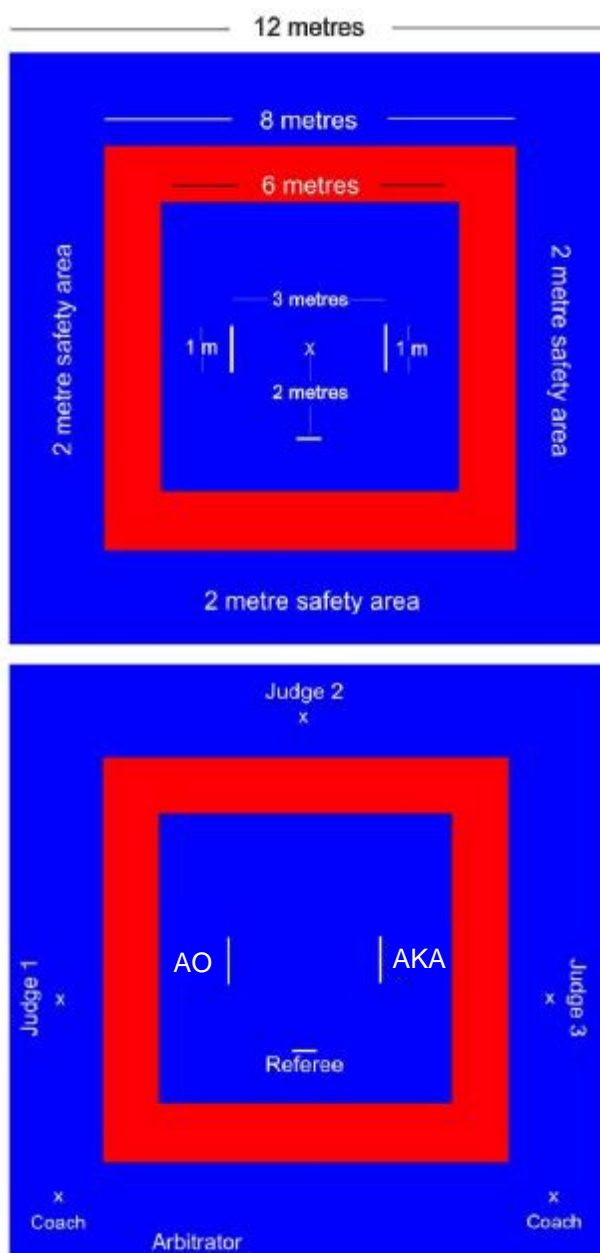 12 metres
8 metres
6 metres
2 metre safety area
2 metre safety area
3 metres
1 m
x
1 m
2 metres
2 metre safety area
Judge 2
x
AO
AKA
Judge 1
x
x
Judge 3
Referee
x
x
Coach
Coach
Arbitrator